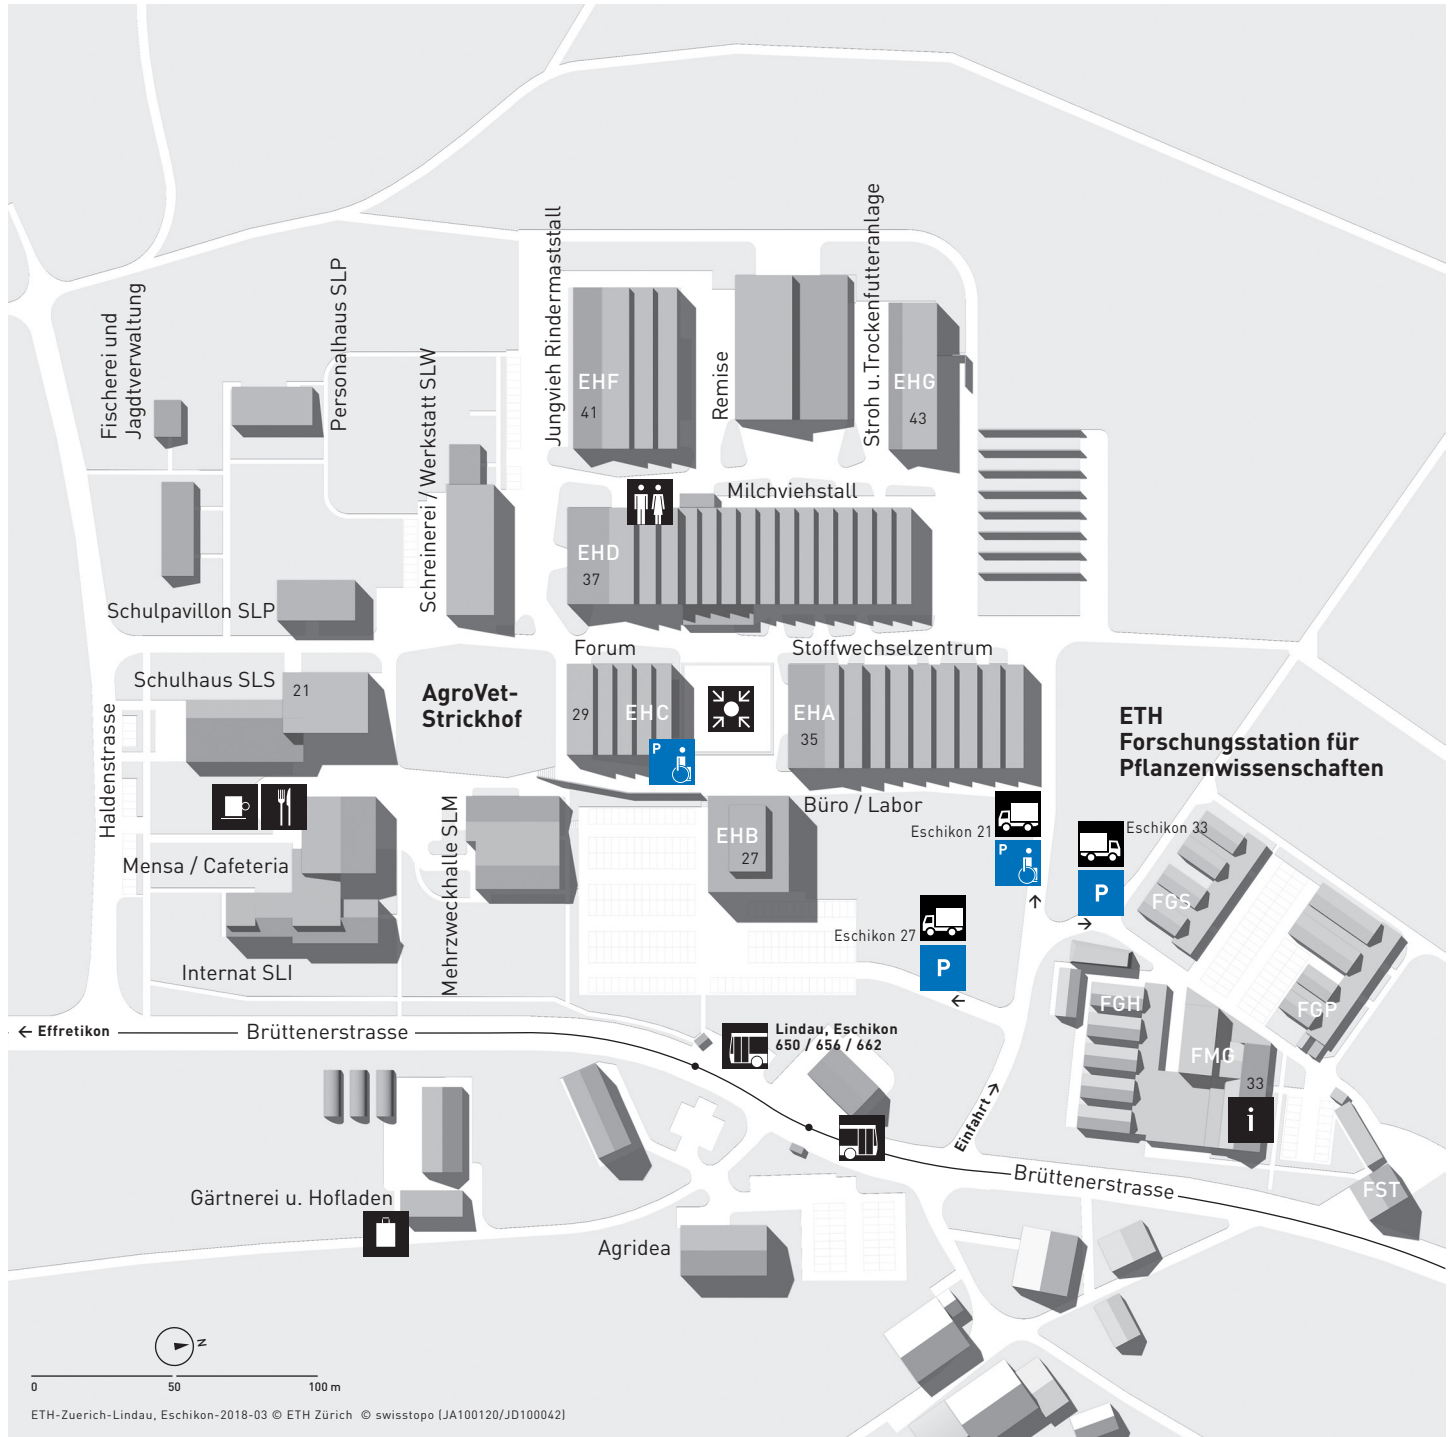 Fischerei und
Jagdtverwaltung
Personalhaus SLP
Schreinerei / Werkstatt SLW
Jungvieh Rindermaststall
Remise
Stroh u.Trockenfutteranlage
EHF
41
EHG
43
Milchviehstall
EHD
37
Schulpavillon SLP
Forum
Stoffwechselzentrum
Schulhaus SLS
21
AgroVet-
Strickhof
29
EHC
EHA
35
P
ETH
Forschungsstation für
Pflanzenwissenschaften
Haldenstrasse
Büro / Labor
Eschikon 21
P
Eschikon 33
P
EHB
27
Mensa / Cafeteria
Mehrzweckhalle SLM
FGS
Eschikon 27
P
Internat SLI
FGH
FGP
← Effretikon
Brüttenerstrasse
Lindau, Eschikon
650 / 656 / 662
FMG
33
i
Einfahrt →
Brüttenerstrasse
FST
Gärtnerei u. Hofladen
Agridea
N
0 50 100 m
ETH-Zuerich-Lindau, Eschikon-2018-03 © ETH Zürich © swisstopo (JA100120/JD100042)